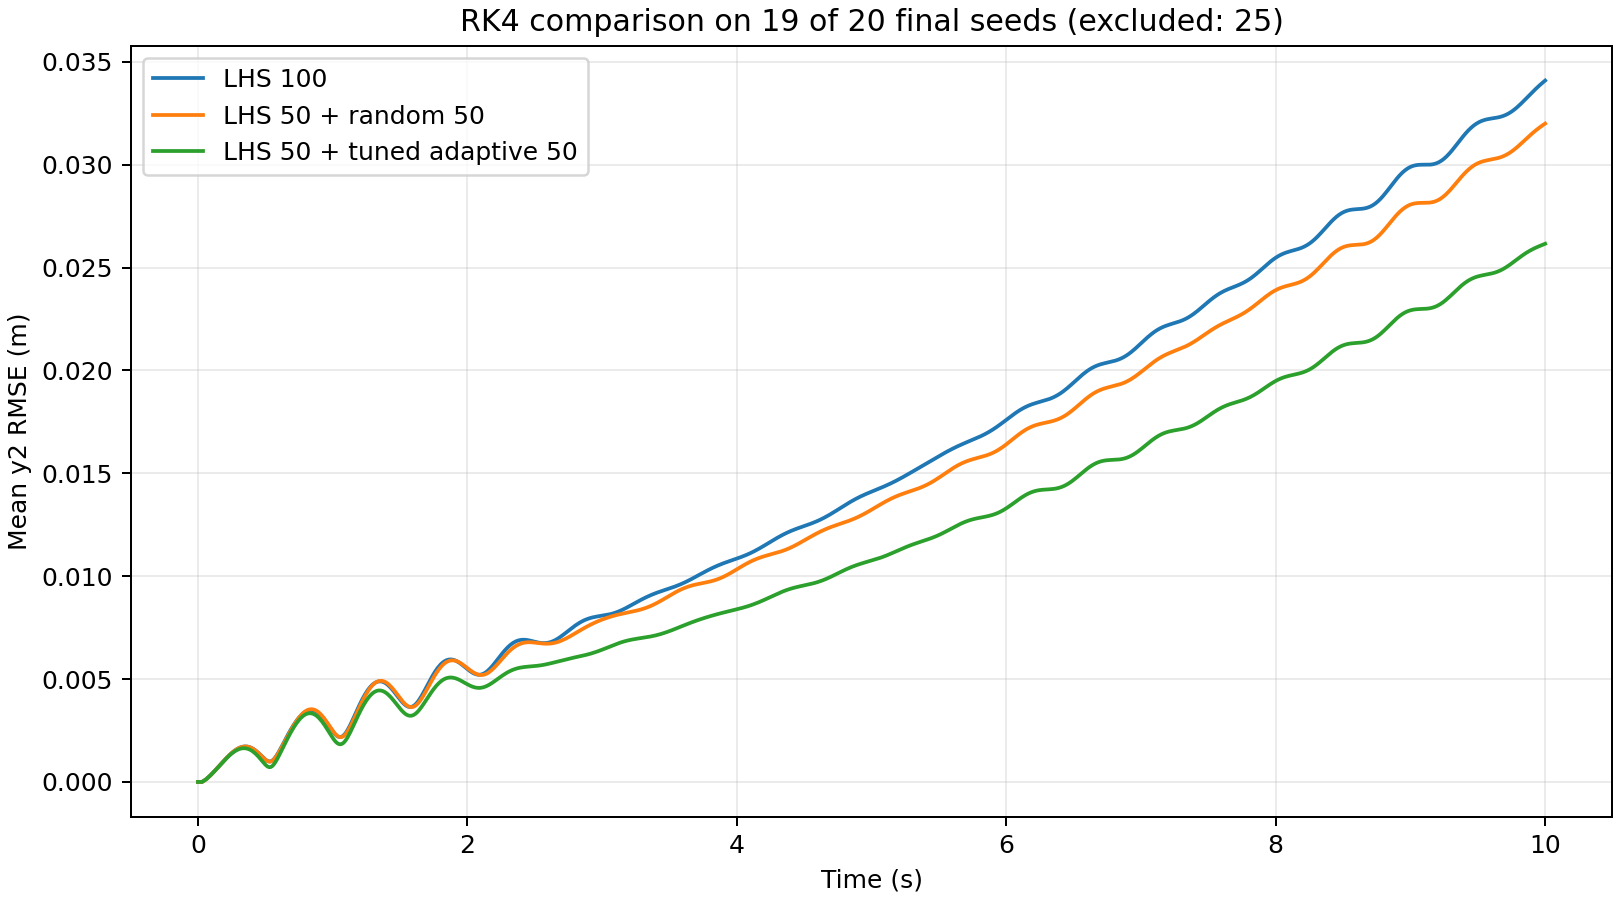 RK4 comparison on 19 of 20 final seeds (excluded: 25)
LHS 100
LHS 50 + random 50
LHS 50 + tuned adaptive 50
Mean y2 RMSE (m)
0.035
0.030
0.025
0.020
0.015
0.010
0.005
0.000
0 2 4 6 8 10
Time (s)